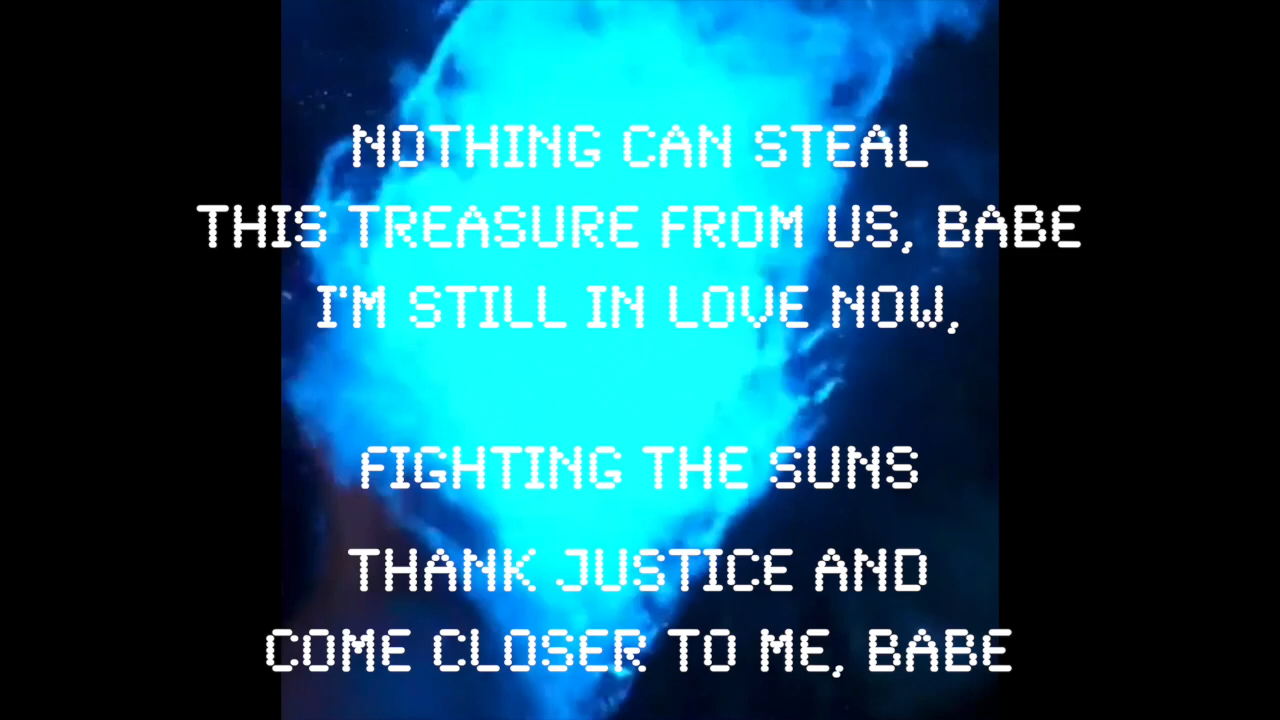 NOTHING CAN STEAL
THIS TREASURE FROM US, BABE
I'M STILL IN LOVE NOW,
FIGHTING THE SUNS
THANK JUSTICE AND
COME CLOSER TO ME, BABE